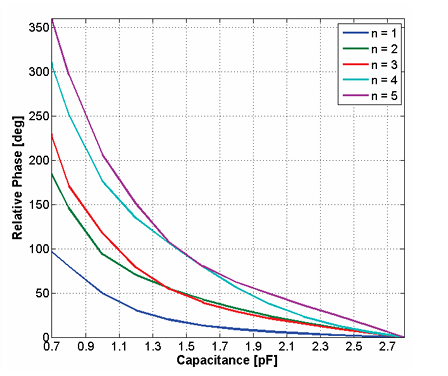 350
300
250
200
150
100
50
0
Relative Phase [deg]
n = 1
n = 2
n = 3
n = 4
n = 5
0.7 0.9 1.1 1.3 1.5 1.7 1.9 2.1 2.3 2.5 2.7
Capacitance [pF]